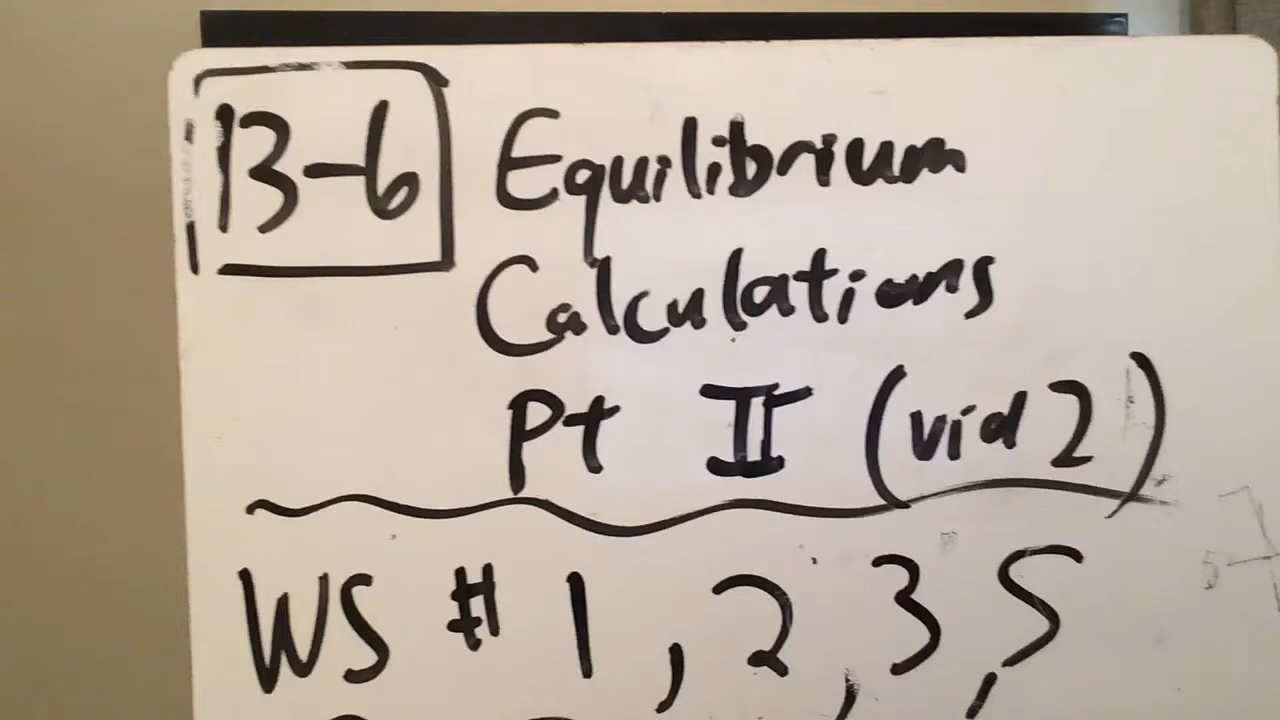 13-6 Equilibrium
Calculations
Pt II (vid 2)
WS # 1, 2, 3, 5